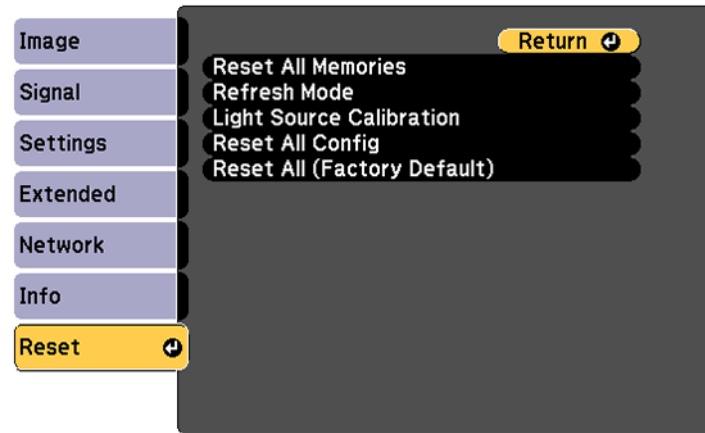 Image
Signal
Settings
Extended
Network
Info
Reset
Return
Reset All Memories
Refresh Mode
Light Source Calibration
Reset All Config
Reset All (Factory Default)